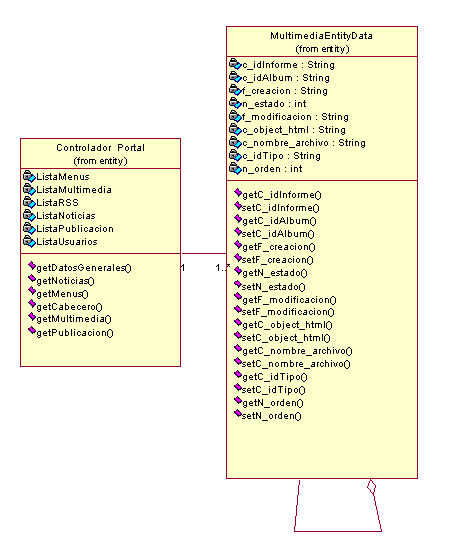 MultimediaEntityData
(from entity)
c_idInforme : String
c_idAlbum : String
f_creacion : String
n_estado : int
f_modificacion : String
c_object_html : String
c_nombre_archivo : String
c_idTipo : String
n_orden : int
getC_idInforme()
setC_idInforme()
getC_idAlbum()
setC_idAlbum()
getF_creacion()
setF_creacion()
getN_estado()
setN_estado()
getF_modificacion()
setF_modificacion()
getC_object_html()
setC_object_html()
getC_nombre_archivo()
setC_nombre_archivo()
getC_idTipo()
setC_idTipo()
getN_orden()
setN_orden()
Controlador Portal
(from entity)
ListaMenus
ListaMultimedia
ListaRSS
ListaNoticias
ListaPublicacion
ListaUsuarios
getDatosGenerales()
getNoticias()
getMenus()
getCabecero()
getMultimedia()
getPublicacion()
1
1..*